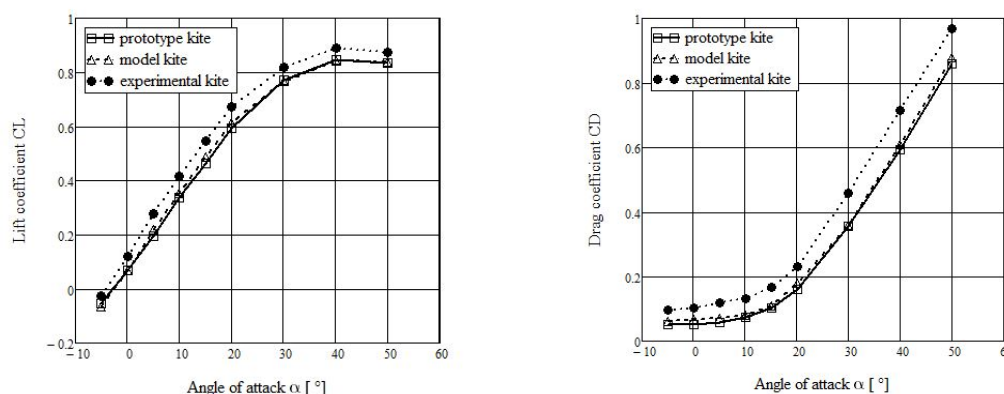 1
0.8
0.6
0.4
0.2
0
− 0.2
− 10
0
10
20
30
40
50
60
prototype kite
model kite
experimental kite
Lift coefficient CL
Angle of attack α [ °]
1
0.8
0.6
0.4
0.2
0
− 10
0
10
20
30
40
50
60
prototype kite
model kite
experimental kite
Drag coefficient CD
Angle of attack α [ °]